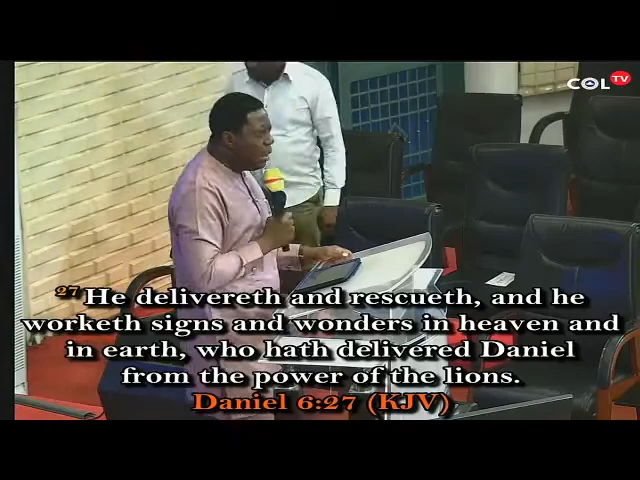 COL TV
27 He delivereth and rescueth, and he
worketh signs and wonders in heaven and
in earth, who hath delivered Daniel
from the power of the lions.
Daniel 6:27 (KJV)
COL